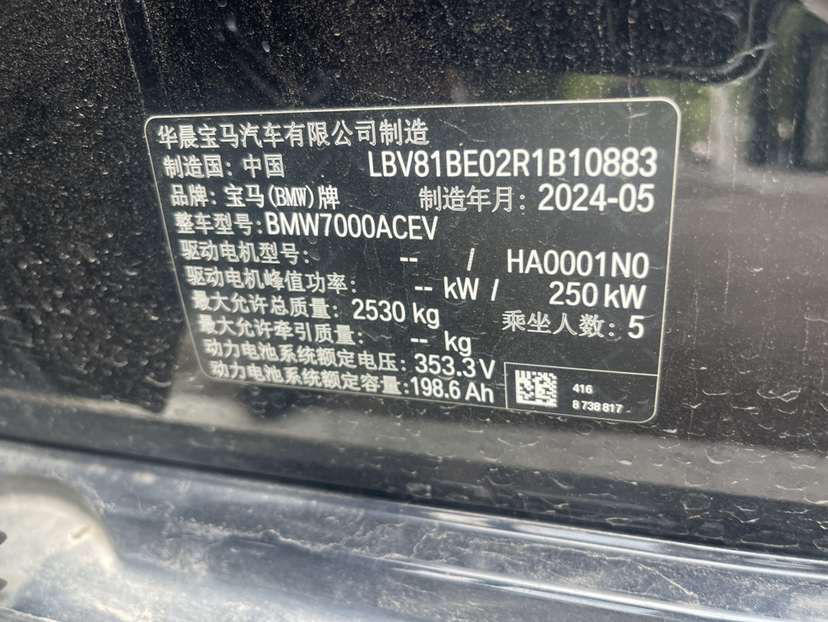 华晨宝马汽车有限公司制造
制造国: 中国 LBV81BE02R1B10883
品牌: 宝马(BMW)牌 制造年月: 2024-05
整车型号: BMW7000ACEV
驱动电机型号: -- / HA0001N0
驱动电机峰值功率: -- kW / 250 kW
最大允许总质量: 2530 kg 乘坐人数: 5
最大允许牵引质量: -- kg
动力电池系统额定电压: 353.3 V
动力电池系统额定容量: 198.6 Ah
416
8 738 817